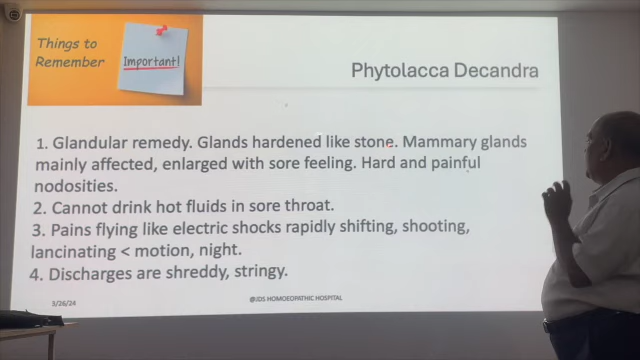 Things to
Remember
Important!
Phytolacca Decandra
1. Glandular remedy. Glands hardened like stone. Mammary glands
mainly affected, enlarged with sore feeling. Hard and painful
nodosities.
2. Cannot drink hot fluids in sore throat.
3. Pains flying like electric shocks rapidly shifting, shooting,
lancinating < motion, night.
4. Discharges are shreddy, stringy.
5/26/24
@JDS HOMOEOPATHIC HOSPITAL